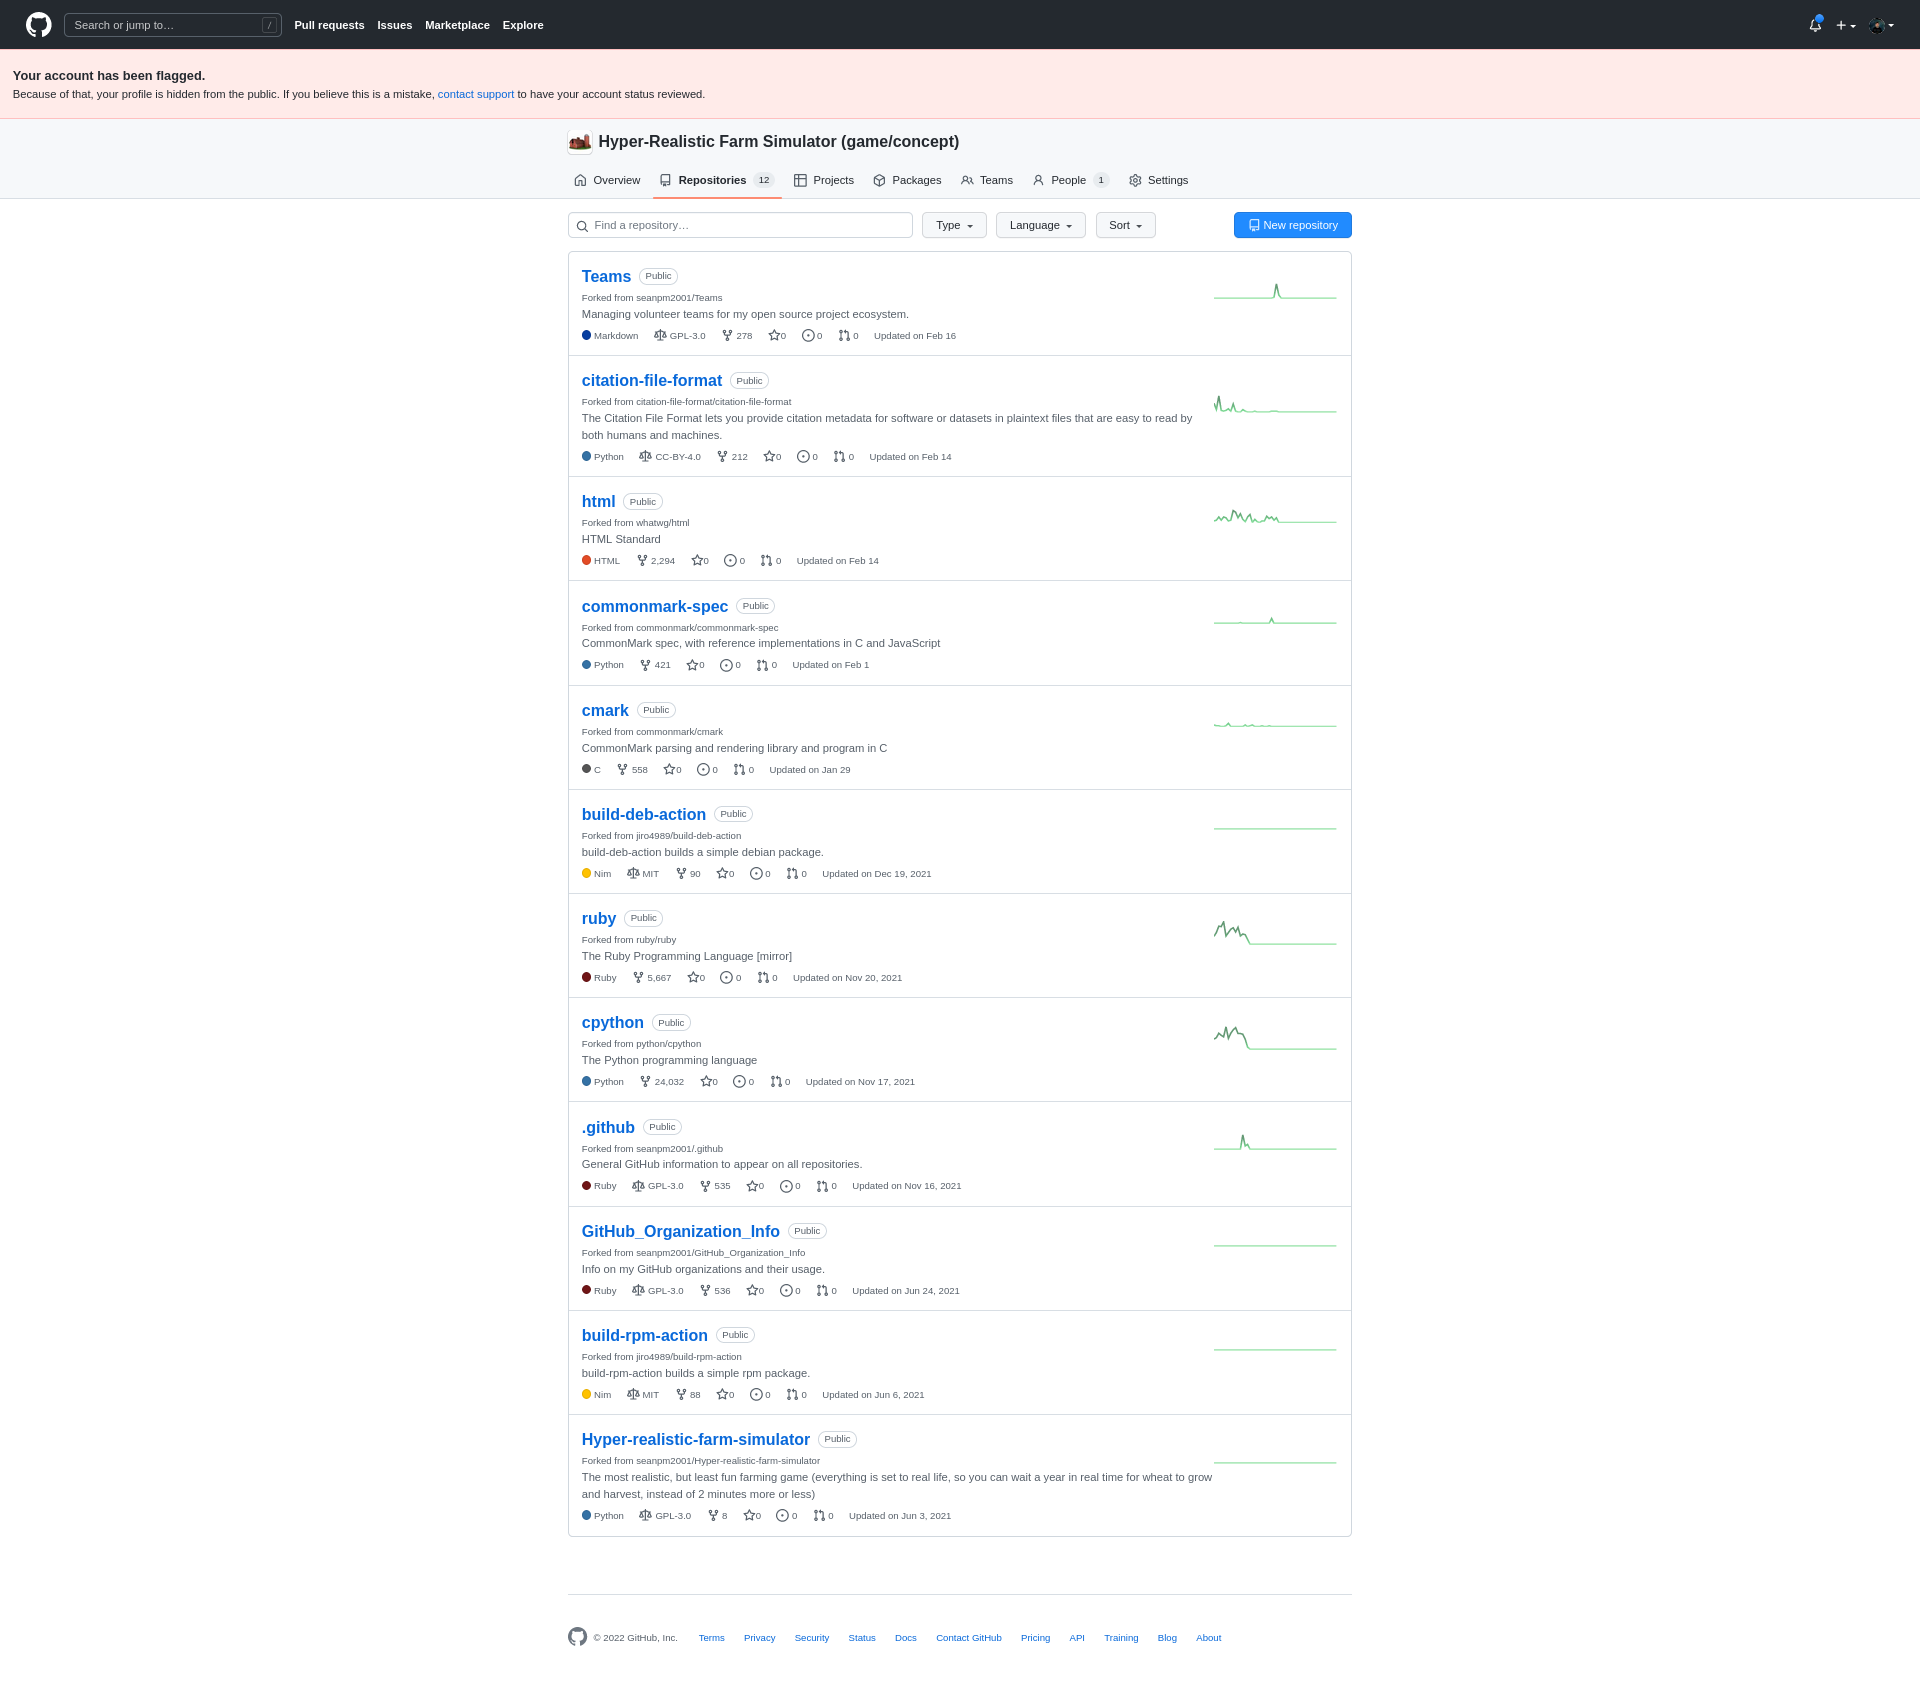 Search or jump to… / Pull requests Issues Marketplace Explore
Your account has been flagged.
Because of that, your profile is hidden from the public. If you believe this is a mistake, contact support to have your account status reviewed.
Hyper-Realistic Farm Simulator (game/concept)
Overview Repositories 12 Projects Packages Teams People 1 Settings
Find a repository… Type Language Sort New repository
Teams Public
Forked from seanpm2001/Teams
Managing volunteer teams for my open source project ecosystem.
Markdown GPL-3.0 278 0 0 0 Updated on Feb 16
citation-file-format Public
Forked from citation-file-format/citation-file-format
The Citation File Format lets you provide citation metadata for software or datasets in plaintext files that are easy to read by
both humans and machines.
Python CC-BY-4.0 212 0 0 0 Updated on Feb 14
html Public
Forked from whatwg/html
HTML Standard
HTML 2,294 0 0 0 Updated on Feb 14
commonmark-spec Public
Forked from commonmark/commonmark-spec
CommonMark spec, with reference implementations in C and JavaScript
Python 421 0 0 0 Updated on Feb 1
cmark Public
Forked from commonmark/cmark
CommonMark parsing and rendering library and program in C
C 558 0 0 0 Updated on Jan 29
build-deb-action Public
Forked from jiro4989/build-deb-action
build-deb-action builds a simple debian package.
Nim MIT 90 0 0 0 Updated on Dec 19, 2021
ruby Public
Forked from ruby/ruby
The Ruby Programming Language [mirror]
Ruby 5,667 0 0 0 Updated on Nov 20, 2021
cpython Public
Forked from python/cpython
The Python programming language
Python 24,032 0 0 0 Updated on Nov 17, 2021
.github Public
Forked from seanpm2001/.github
General GitHub information to appear on all repositories.
Ruby GPL-3.0 535 0 0 0 Updated on Nov 16, 2021
GitHub_Organization_Info Public
Forked from seanpm2001/GitHub_Organization_Info
Info on my GitHub organizations and their usage.
Ruby GPL-3.0 536 0 0 0 Updated on Jun 24, 2021
build-rpm-action Public
Forked from jiro4989/build-rpm-action
build-rpm-action builds a simple rpm package.
Nim MIT 88 0 0 0 Updated on Jun 6, 2021
Hyper-realistic-farm-simulator Public
Forked from seanpm2001/Hyper-realistic-farm-simulator
The most realistic, but least fun farming game (everything is set to real life, so you can wait a year in real time for wheat to grow
and harvest, instead of 2 minutes more or less)
Python GPL-3.0 8 0 0 0 Updated on Jun 3, 2021
© 2022 GitHub, Inc. Terms Privacy Security Status Docs Contact GitHub Pricing API Training Blog About